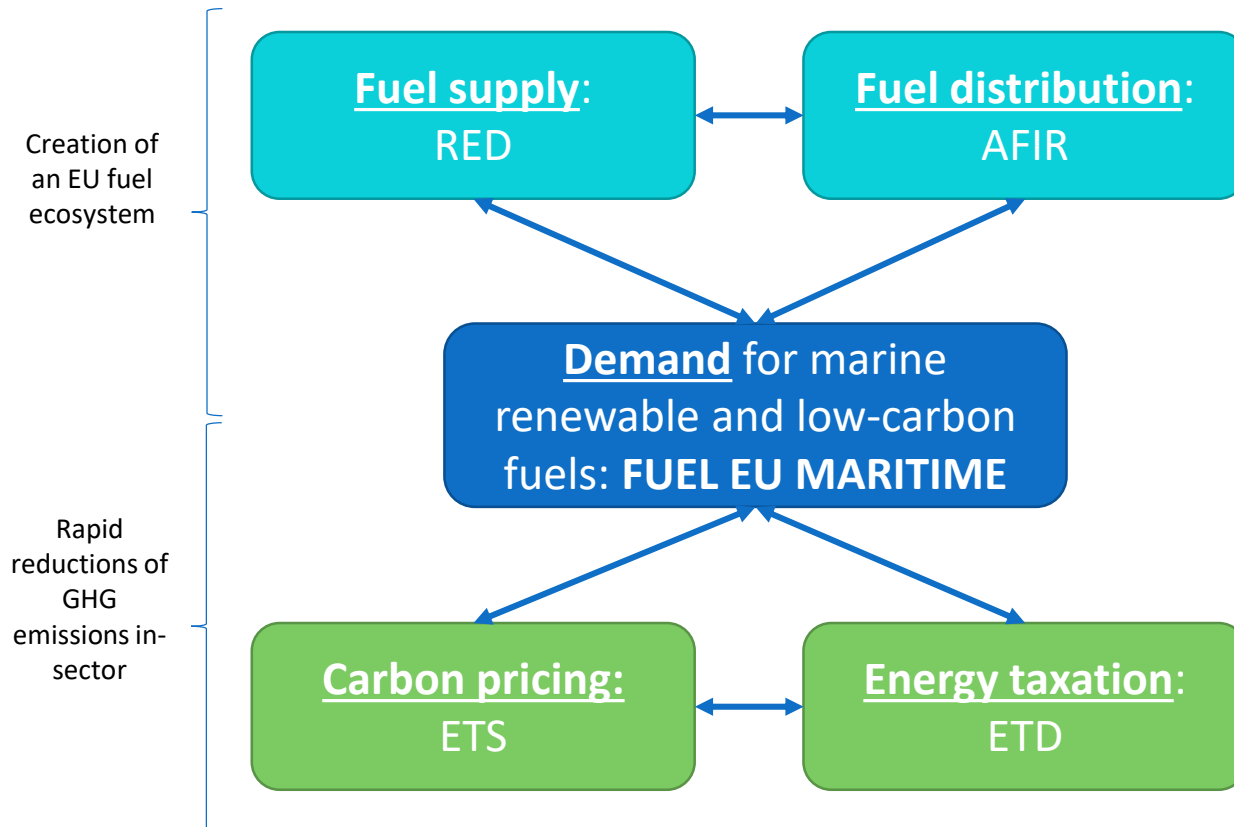 Creation of
an EU fuel
ecosystem
Fuel supply:
RED
Fuel distribution:
AFIR
Demand for marine
renewable and low-carbon
fuels: FUEL EU MARITIME
Rapid
reductions of
GHG
emissions in-
sector
Carbon pricing:
ETS
Energy taxation:
ETD